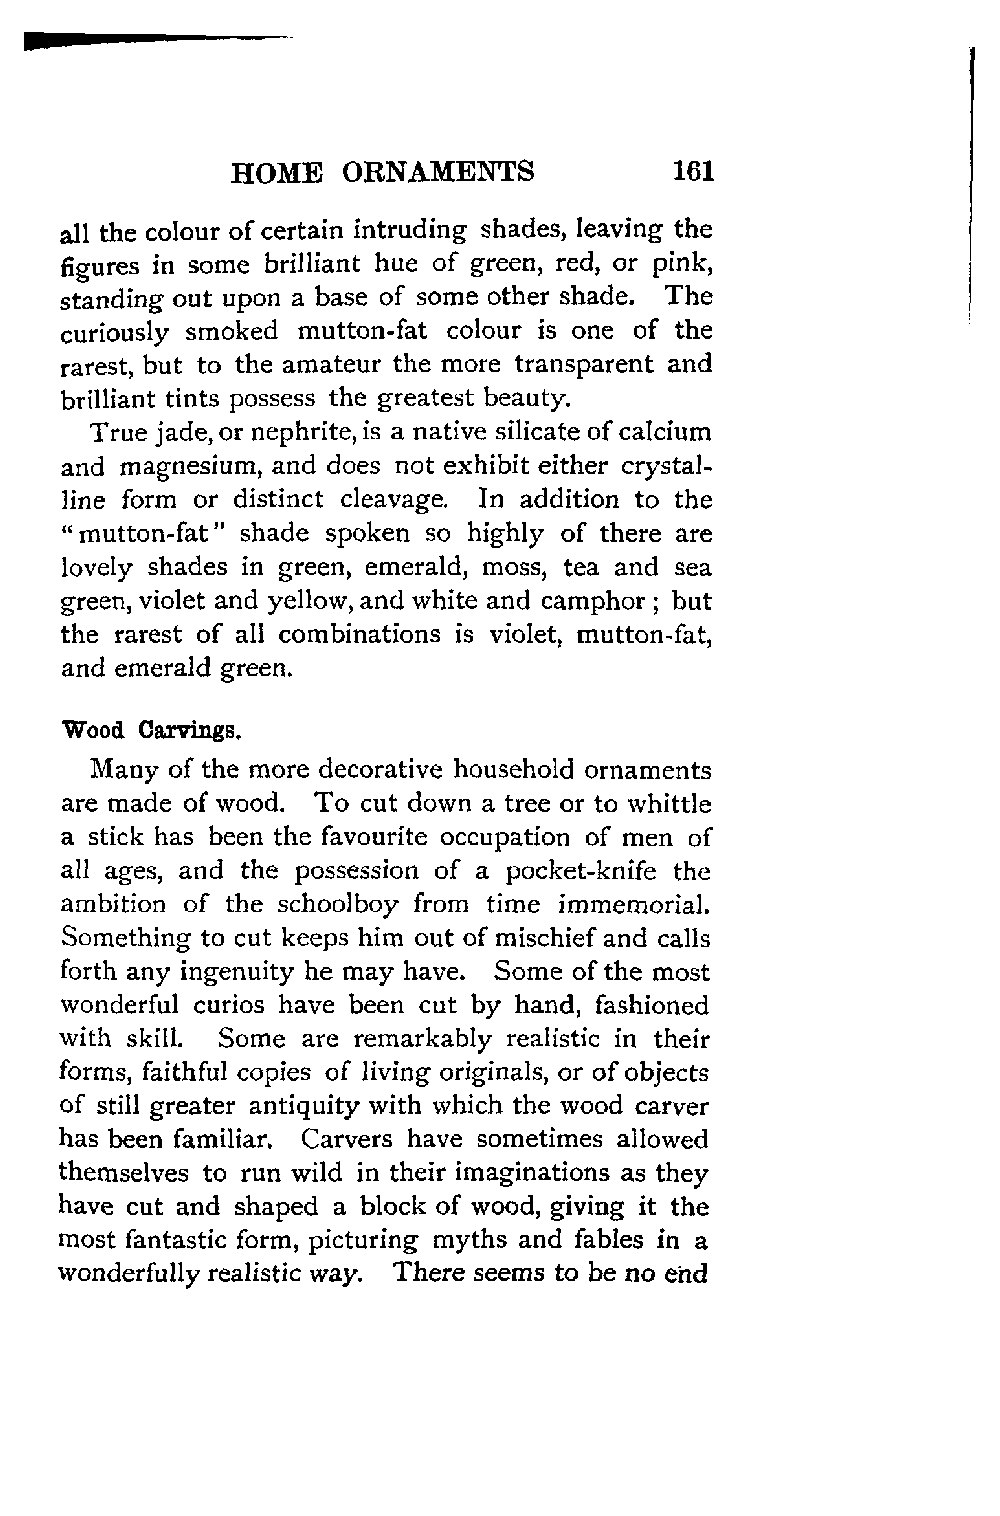 HOME ORNAMENTS 161
all the colour of certain intruding shades, leaving the
figures in some brilliant hue of green, red, or pink,
standing out upon a base of some other shade. The
curiously smoked mutton-fat colour is one of the
rarest, but to the amateur the more transparent and
brilliant tints possess the greatest beauty.
True jade, or nephrite, is a native silicate of calcium
and magnesium, and does not exhibit either crystal-
line form or distinct cleavage. In addition to the
“mutton-fat” shade spoken so highly of there are
lovely shades in green, emerald, moss, tea and sea
green, violet and yellow, and white and camphor; but
the rarest of all combinations is violet, mutton-fat,
and emerald green.
Wood Carvings.
Many of the more decorative household ornaments
are made of wood. To cut down a tree or to whittle
a stick has been the favourite occupation of men of
all ages, and the possession of a pocket-knife the
ambition of the schoolboy from time immemorial.
Something to cut keeps him out of mischief and calls
forth any ingenuity he may have. Some of the most
wonderful curios have been cut by hand, fashioned
with skill. Some are remarkably realistic in their
forms, faithful copies of living originals, or of objects
of still greater antiquity with which the wood carver
has been familiar. Carvers have sometimes allowed
themselves to run wild in their imaginations as they
have cut and shaped a block of wood, giving it the
most fantastic form, picturing myths and fables in a
wonderfully realistic way. There seems to be no end